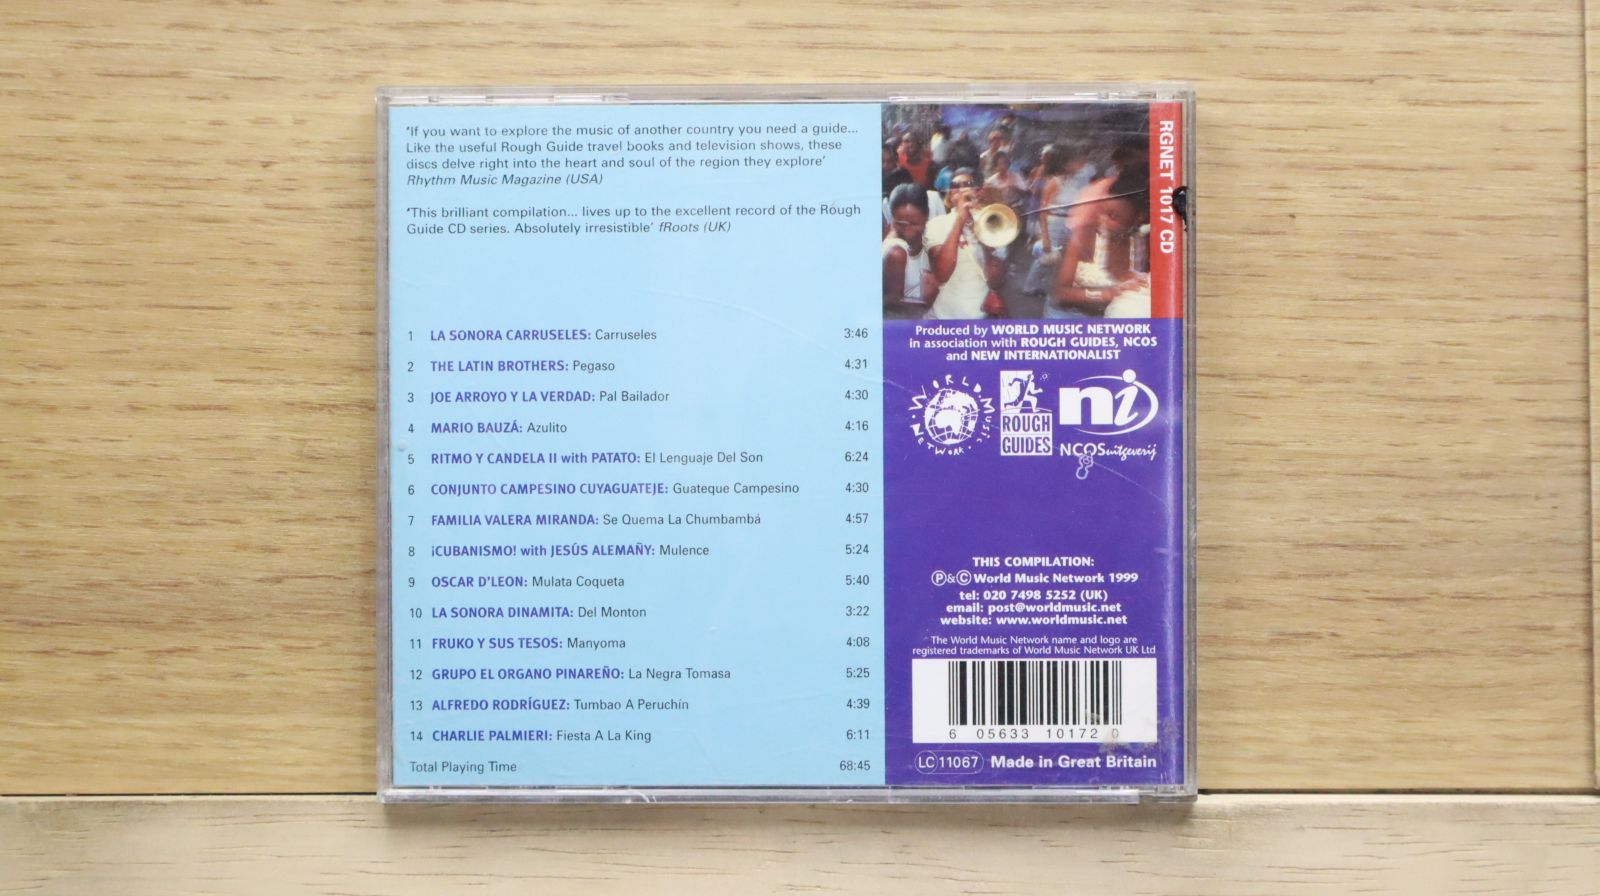 'If you want to explore the music of another country you need a guide...
Like the useful Rough Guide travel books and television shows, these
discs delve right into the heart and soul of the region they explore'
Rhythm Music Magazine (USA)
'This brilliant compilation... lives up to the excellent record of the Rough
Guide CD series. Absolutely irresistible' fRoots (UK)
1 LA SONORA CARRUSELES: Carruseles 3:46
2 THE LATIN BROTHERS: Pegaso 4:31
3 JOE ARROYO Y LA VERDAD: Pal Bailador 4:30
4 MARIO BAUZÁ: Azulito 4:16
5 RITMO Y CANDELA II with PATATO: El Lenguaje Del Son 6:24
6 CONJUNTO CAMPESINO CUYAGUATEJE: Guateque Campesino 4:30
7 FAMILIA VALERA MIRANDA: Se Quema La Chumbambá 4:57
8 ¡CUBANISMO! with JESÚS ALEMAÑY: Mulence 5:24
9 OSCAR D'LEON: Mulata Coqueta 5:40
10 LA SONORA DINAMITA: Del Monton 3:22
11 FRUKO Y SUS TESOS: Manyoma 4:08
12 GRUPO EL ORGANO PINAREÑO: La Negra Tomasa 5:25
13 ALFREDO RODRÍGUEZ: Tumbao A Peruchín 4:39
14 CHARLIE PALMIERI: Fiesta A La King 6:11
Total Playing Time 68:45
RGNET 1017 CD
Produced by WORLD MUSIC NETWORK
in association with ROUGH GUIDES, NCOS
and NEW INTERNATIONALIST
WORLD MUSIC NETWORK
ROUGH
GUIDES
ni
NCOS uitgeverij
THIS COMPILATION:
Ⓟ&© World Music Network 1999
tel: 020 7498 5252 (UK)
email: post@worldmusic.net
website: www.worldmusic.net
The World Music Network name and logo are
registered trademarks of World Music Network UK Ltd
6 05633 10172 0
LC 11067 Made in Great Britain